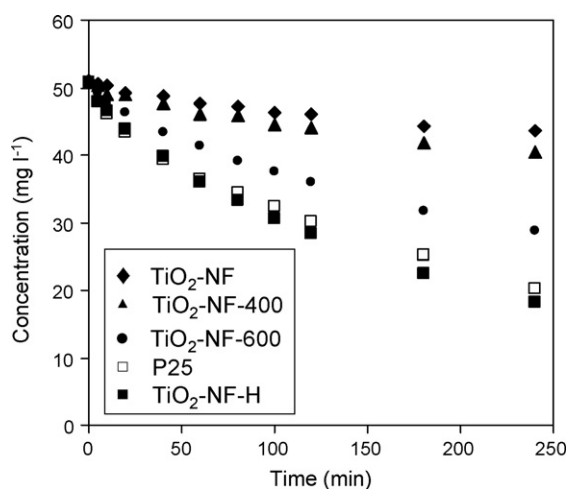 60
50
40
30
20
10
0
Concentration (mg l⁻¹)
◆ TiO₂-NF
▲ TiO₂-NF-400
● TiO₂-NF-600
□ P25
■ TiO₂-NF-H
0 50 100 150 200 250
Time (min)